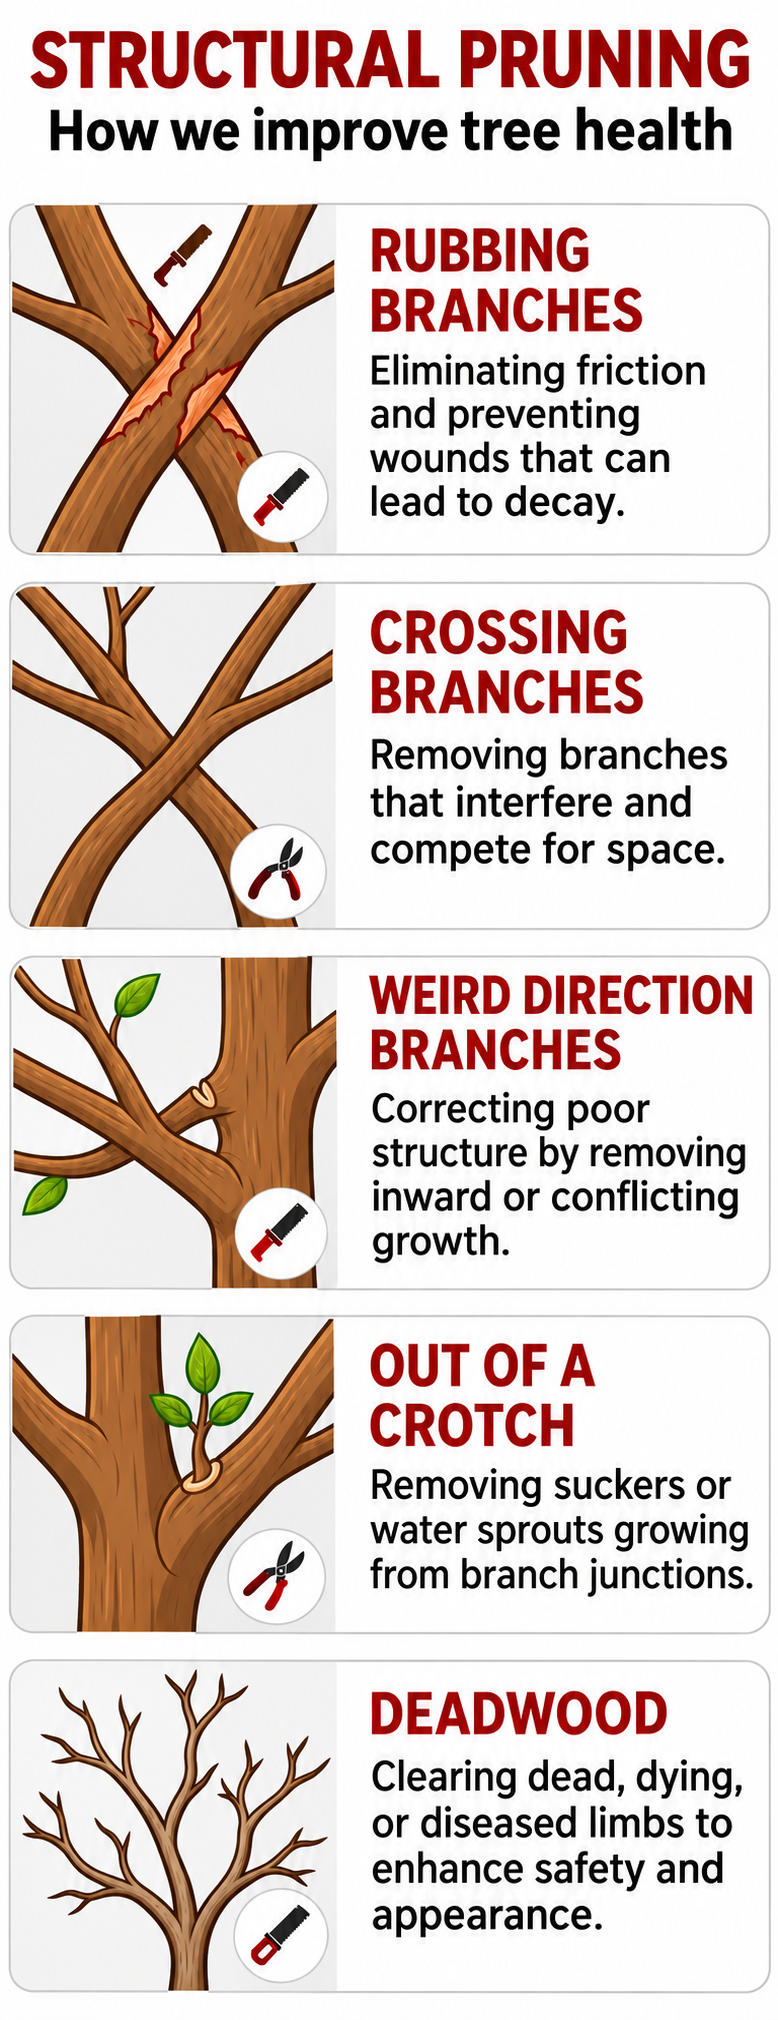 STRUCTURAL PRUNING
How we improve tree health
RUBBING
BRANCHES
Eliminating friction
and preventing
wounds that can
lead to decay.
CROSSING
BRANCHES
Removing branches
that interfere and
compete for space.
WEIRD DIRECTION
BRANCHES
Correcting poor
structure by removing
inward or conflicting
growth.
OUT OF A
CROTCH
Removing suckers or
water sprouts growing
from branch junctions.
DEADWOOD
Clearing dead, dying,
or diseased limbs to
enhance safety and
appearance.